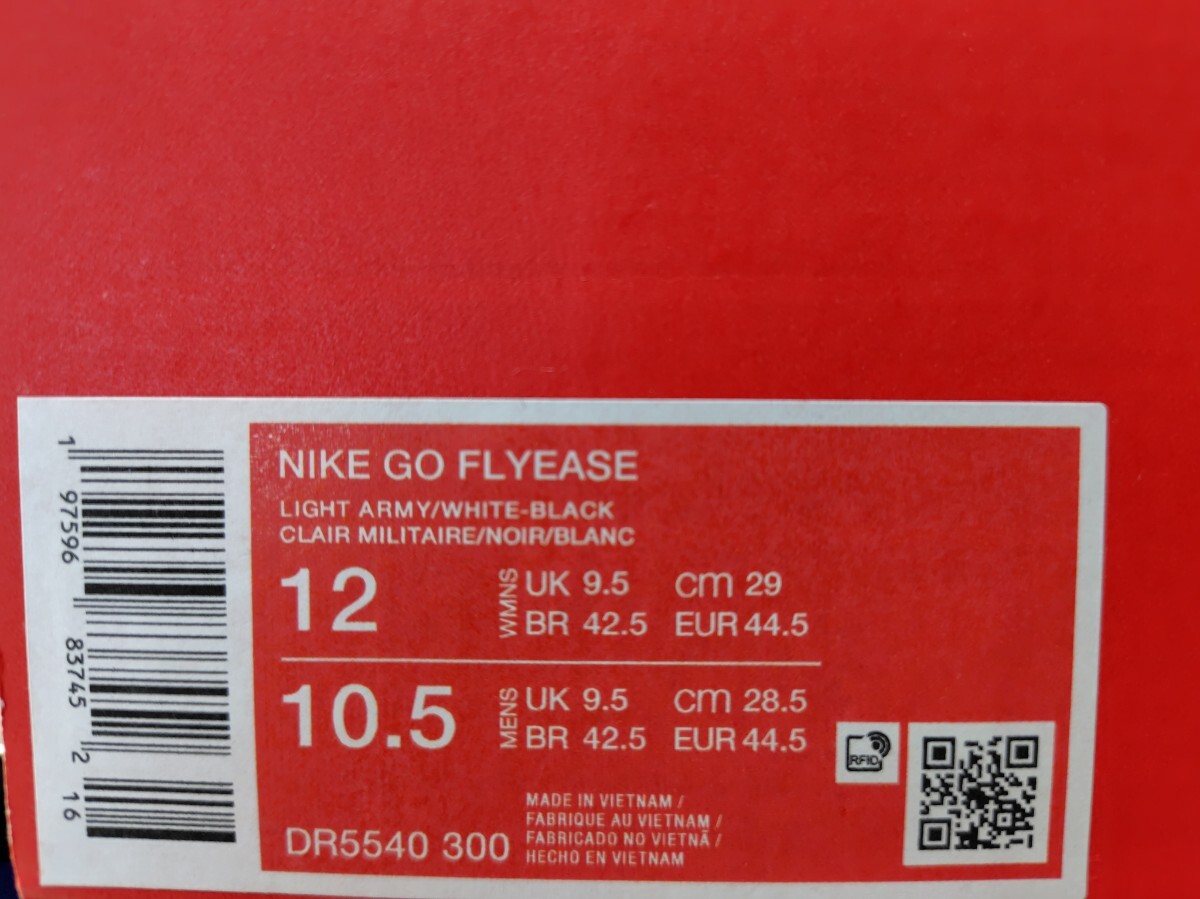 1 97596 83745 2 16
NIKE GO FLYEASE
LIGHT ARMY/WHITE-BLACK
CLAIR MILITAIRE/NOIR/BLANC
12 WMNS UK 9.5 cm 29
BR 42.5 EUR 44.5
10.5 MENS UK 9.5 cm 28.5
BR 42.5 EUR 44.5
DR5540 300
MADE IN VIETNAM /
FABRIQUE AU VIETNAM /
FABRICADO NO VIETNÃ /
HECHO EN VIETNAM
RFID